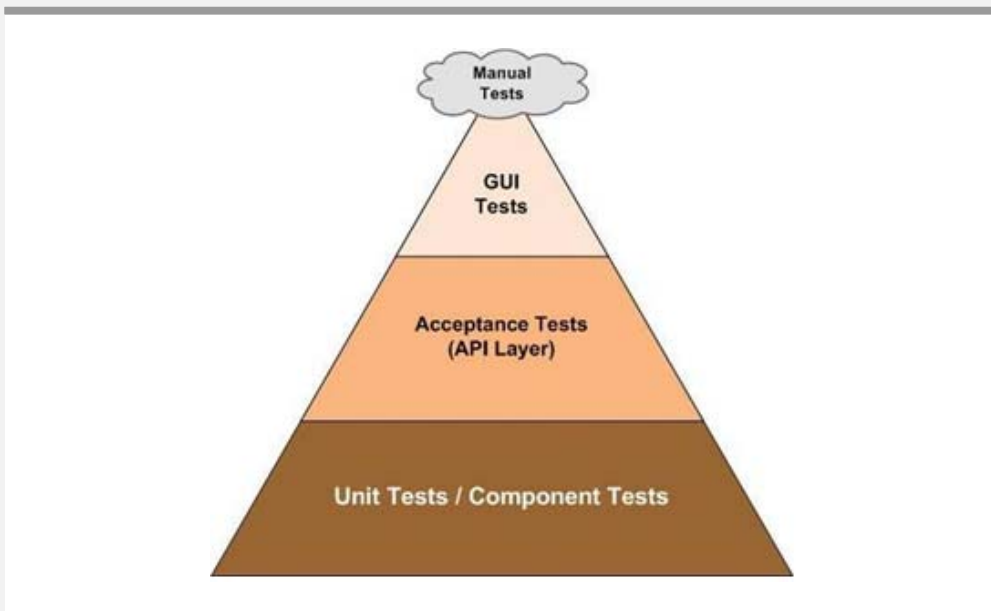 Manual
Tests
GUI
Tests
Acceptance Tests
(API Layer)
Unit Tests / Component Tests